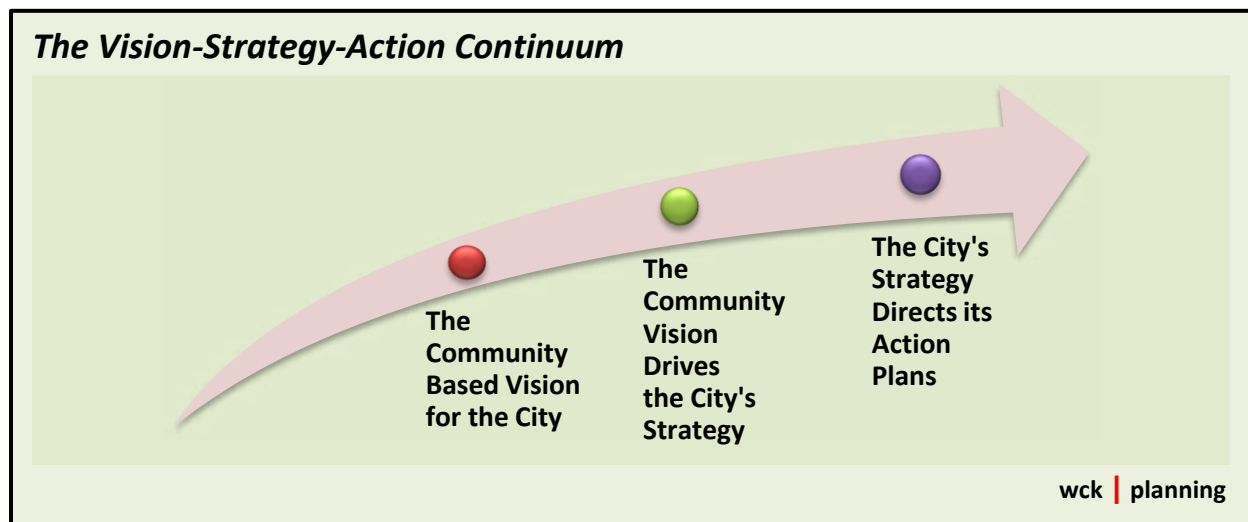 The Vision-Strategy-Action Continuum
The
Community
Based Vision
for the City
The
Community
Vision
Drives
the City's
Strategy
The City's
Strategy
Directs its
Action
Plans
wck | planning